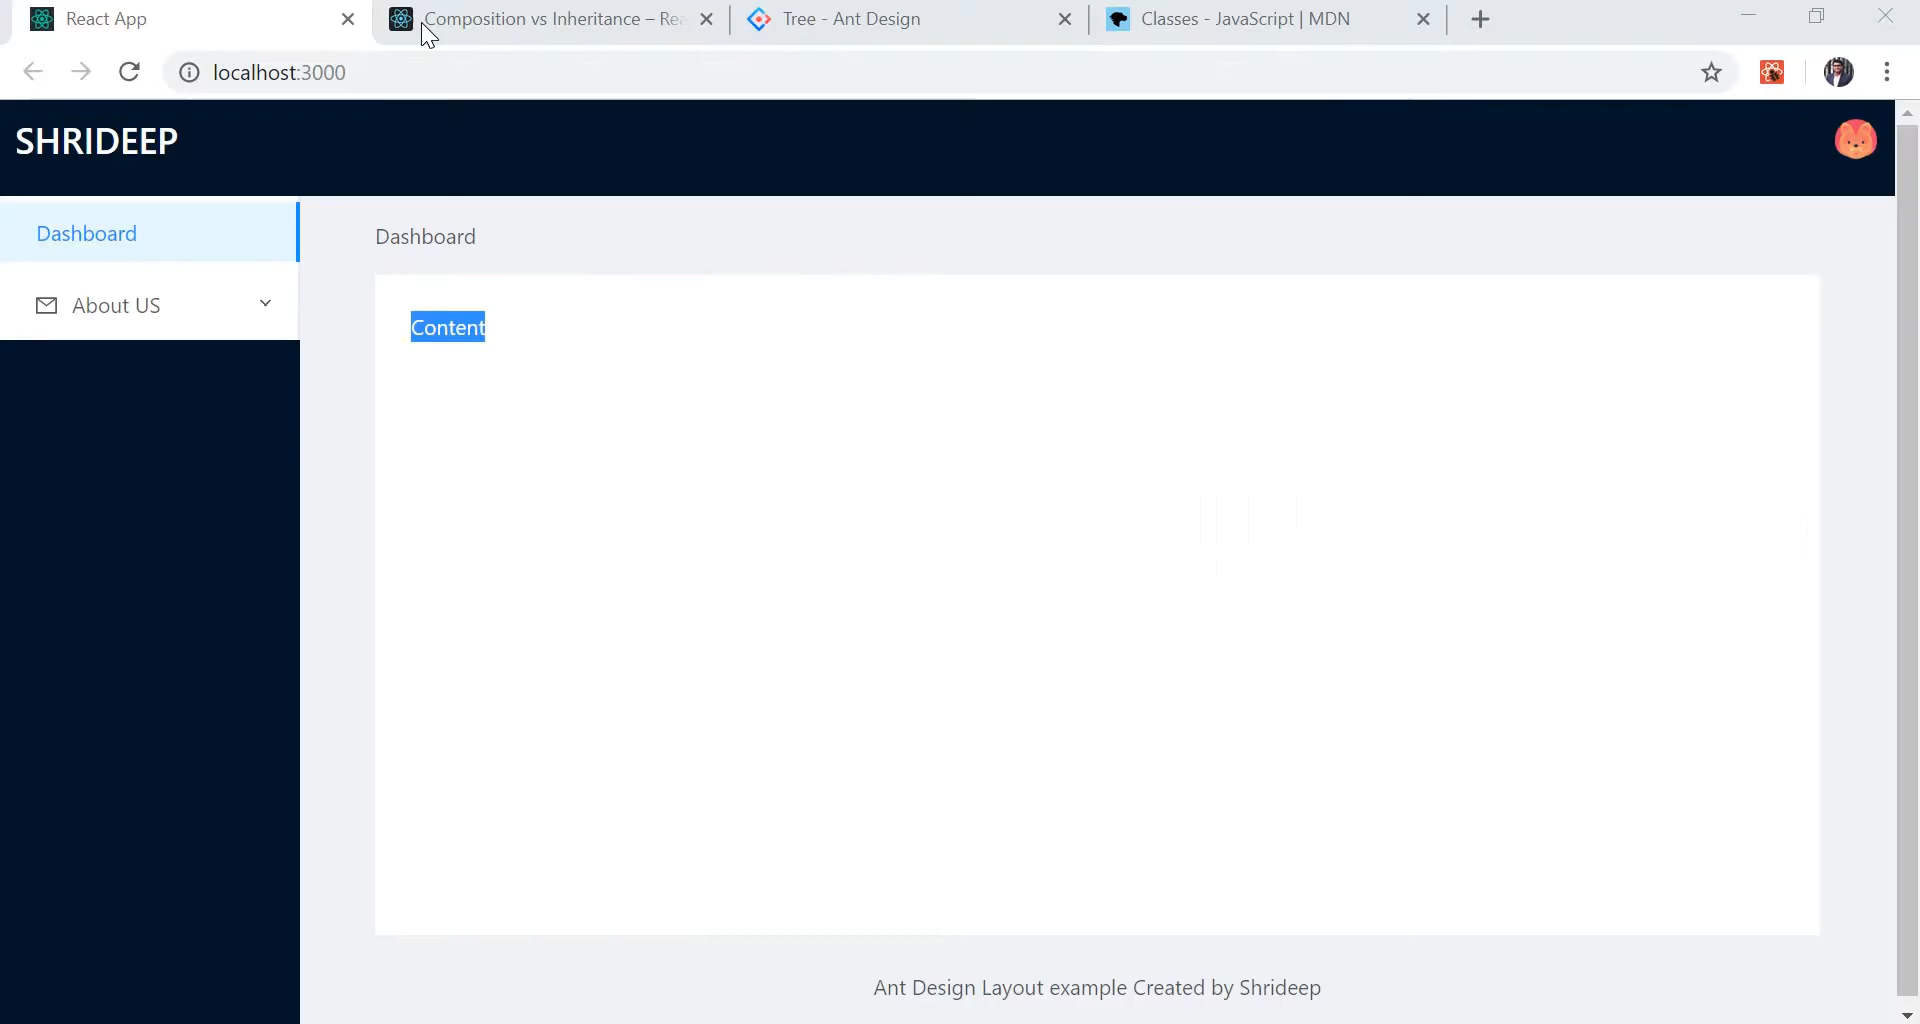 React App
Composition vs Inheritance – Rea
Tree - Ant Design
Classes - JavaScript | MDN
localhost:3000
SHRIDEEP
Dashboard
About US
Dashboard
Content
Ant Design Layout example Created by Shrideep